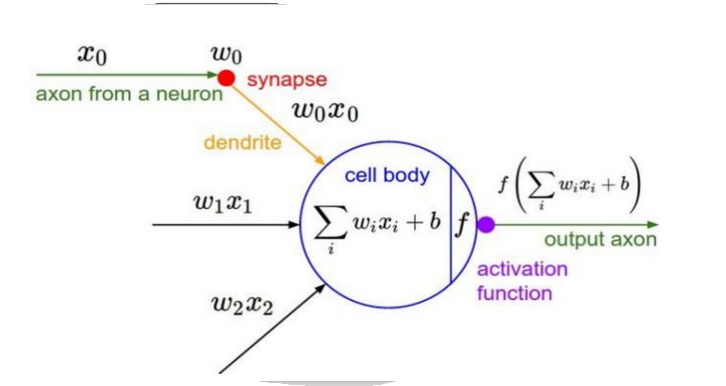 x₀
w₀
axon from a neuron
synapse
w₀x₀
dendrite
cell body
w₁x₁
∑ᵢ wᵢxᵢ + b
f
f(∑ᵢ wᵢxᵢ + b)
output axon
activation
function
w₂x₂